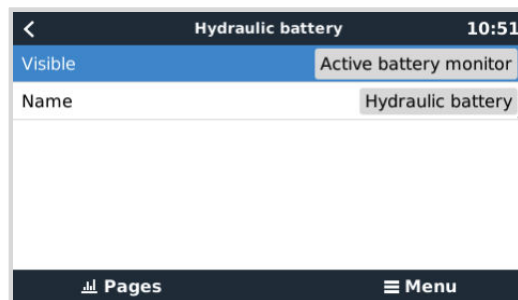 Hydraulic battery 10:51
Visible Active battery monitor
Name Hydraulic battery
Pages Menu